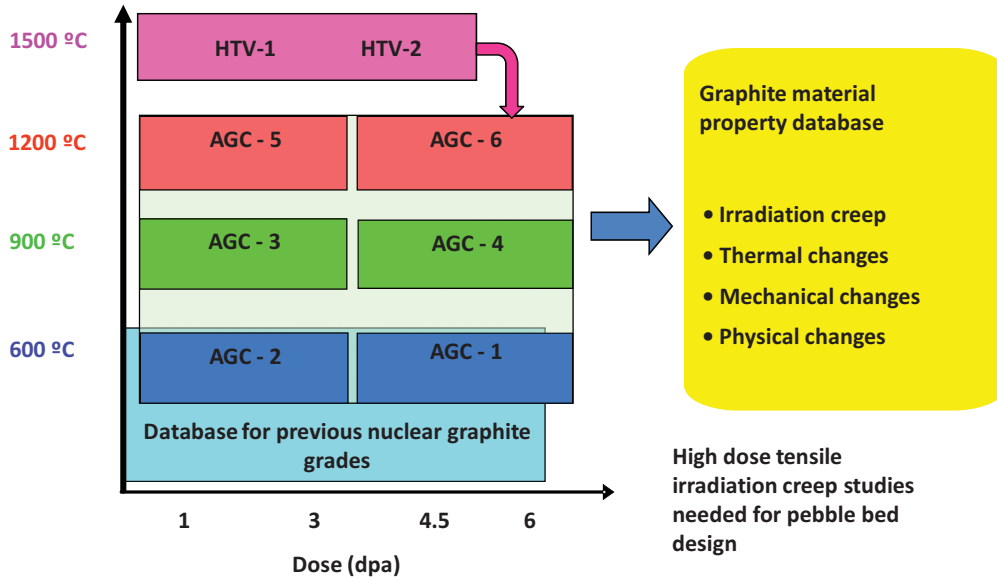 1500 ºC
HTV-1
HTV-2
1200 ºC
AGC - 5
AGC - 6
900 ºC
AGC - 3
AGC - 4
600 ºC
AGC - 2
AGC - 1
Database for previous nuclear graphite
grades
1
3
4.5
6
Dose (dpa)
Graphite material
property database
• Irradiation creep
• Thermal changes
• Mechanical changes
• Physical changes
High dose tensile
irradiation creep studies
needed for pebble bed
design